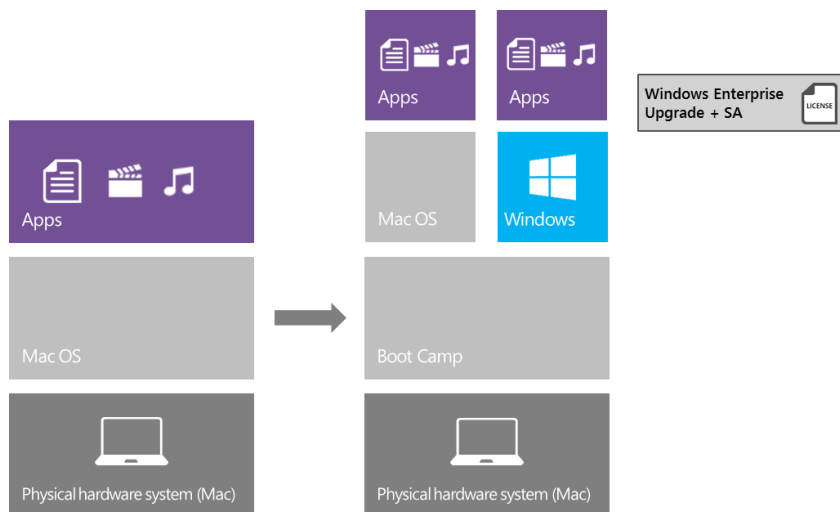 Apps
Mac OS
Physical hardware system (Mac)
Apps
Apps
Mac OS
Windows
Boot Camp
Physical hardware system (Mac)
Windows Enterprise
Upgrade + SA
LICENSE